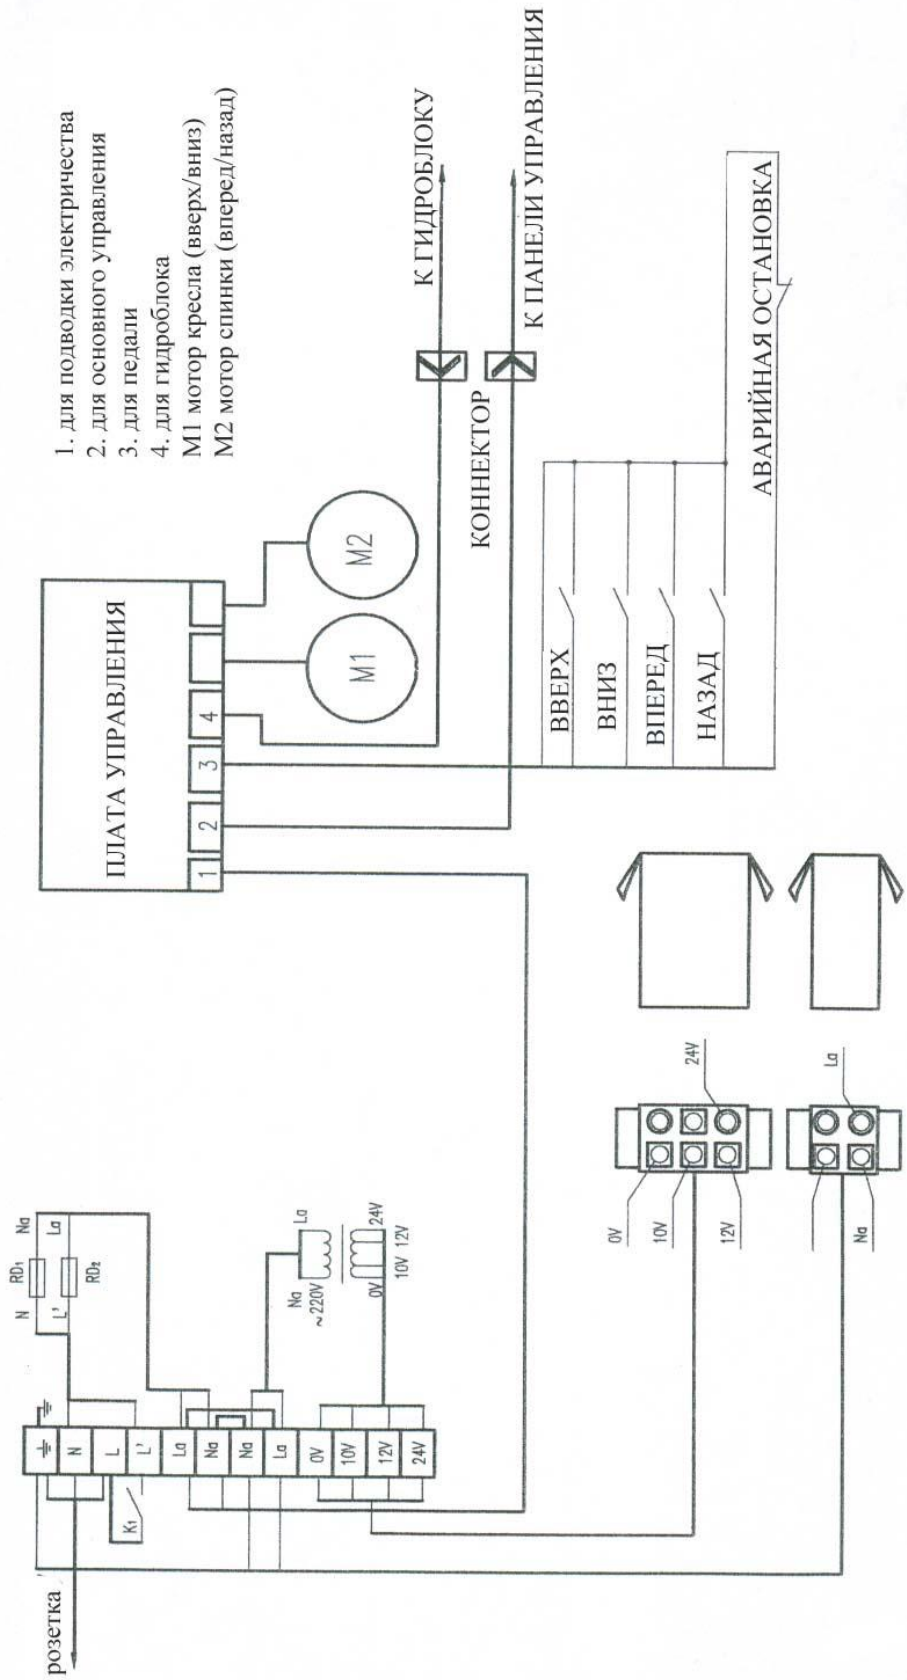 1. для подводки электричества
2. для основного управления
3. для педали
4. для гидроблока
М1 мотор кресла (вверх/вниз)
М2 мотор спинки (вперед/назад)
ПЛАТА УПРАВЛЕНИЯ
1
2
3
4
M1
M2
К ГИДРОБЛОКУ
КОННЕКТОР
К ПАНЕЛИ УПРАВЛЕНИЯ
ВВЕРХ
ВНИЗ
ВПЕРЕД
НАЗАД
АВАРИЙНАЯ ОСТАНОВКА
розетка
N
RD1
Na
L'
RD2
La
N
L
L'
La
Na
Na
La
0V
10V
12V
24V
K1
Na
La
~220V
0V
10V
12V
24V
0V
10V
12V
24V
Na
La